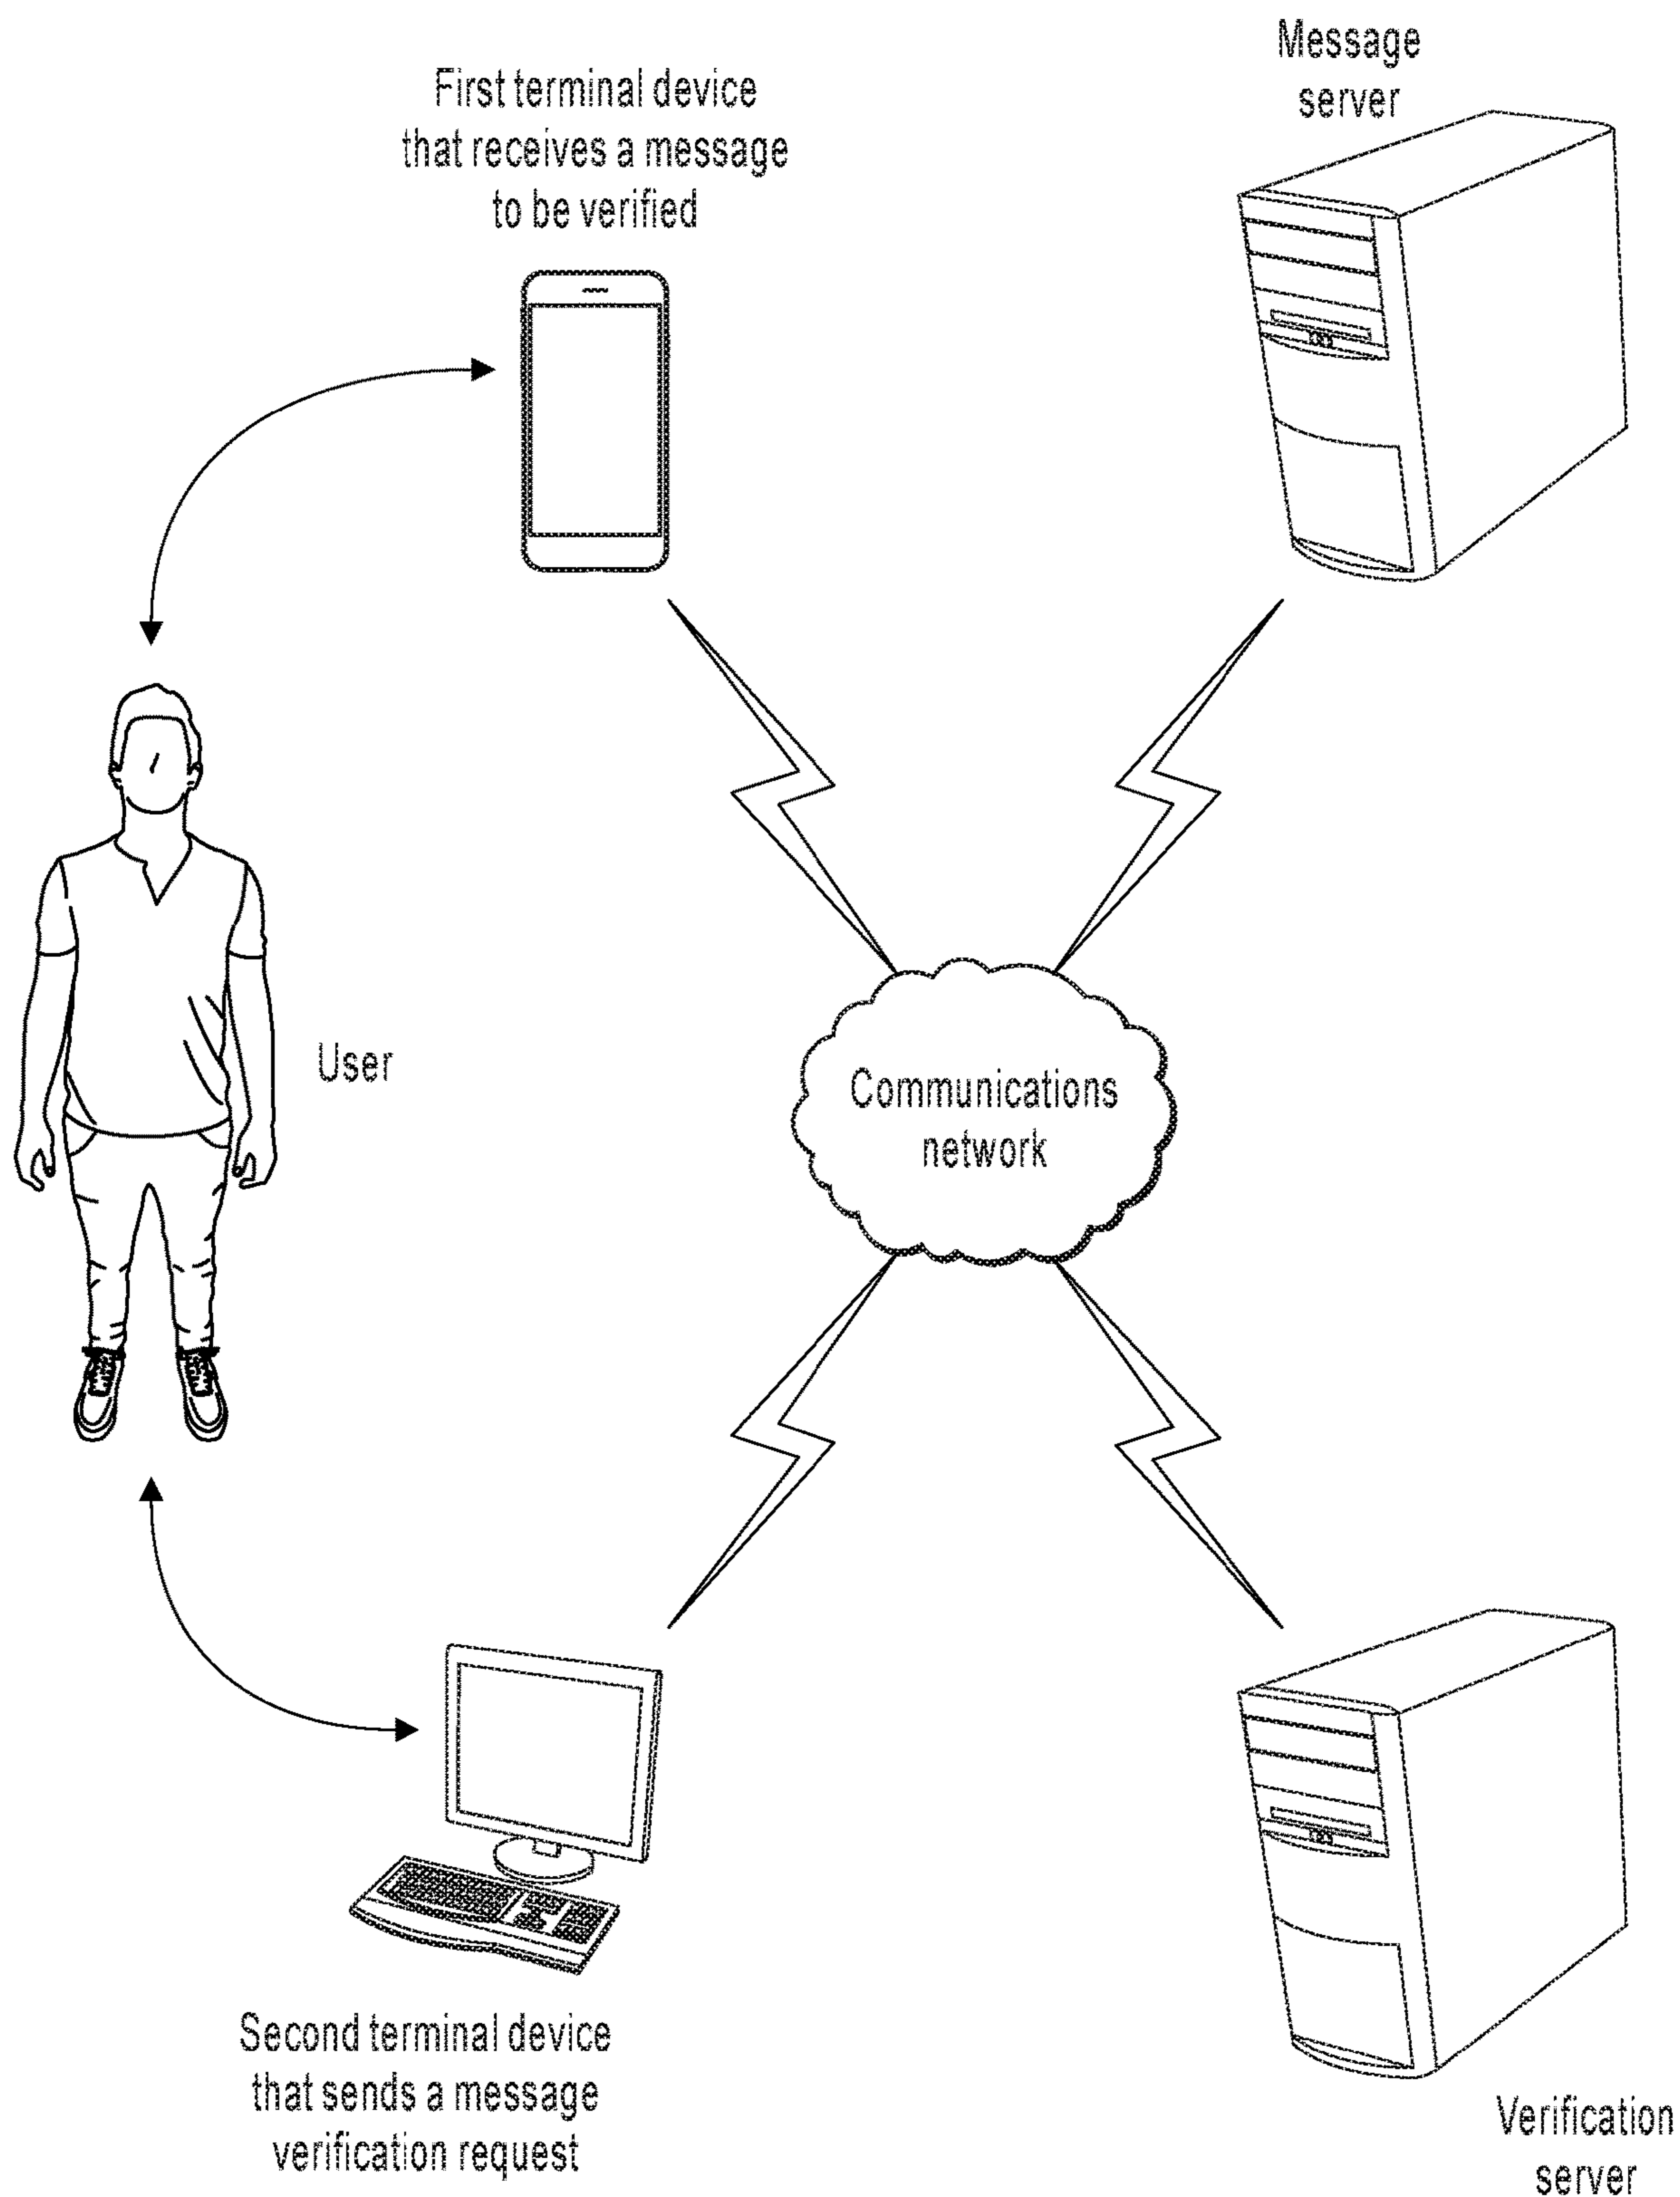 Message
server
First terminal device
that receives a message
to be verified
User
Communications
network
Second terminal device
that sends a message
verification request
Verification
server